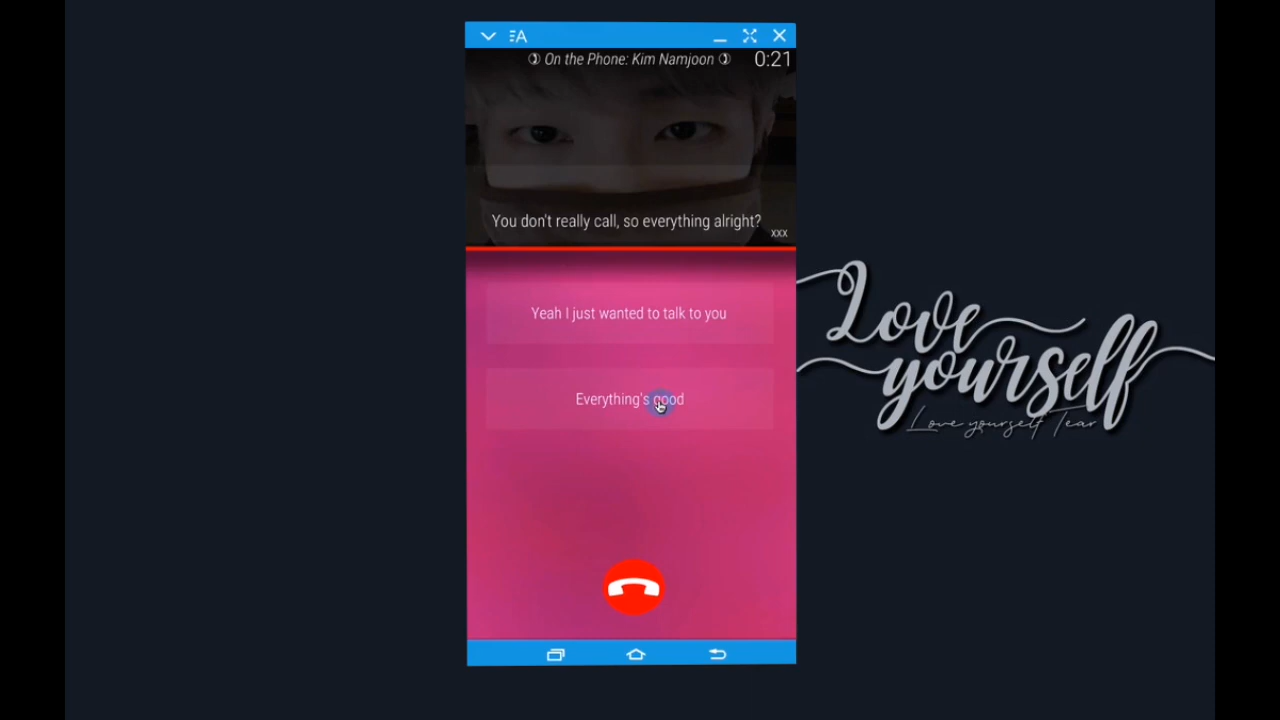 On the Phone: Kim Namjoon
0:21
You don't really call, so everything alright?
xxx
Yeah I just wanted to talk to you
Everything's good
Love
yourself
Love yourself Tear